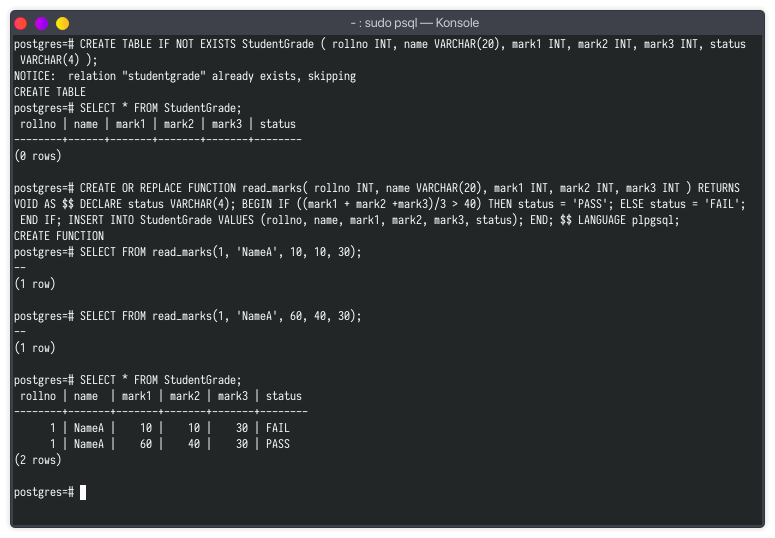 - : sudo psql — Konsole
postgres=# CREATE TABLE IF NOT EXISTS StudentGrade ( rollno INT, name VARCHAR(20), mark1 INT, mark2 INT, mark3 INT, status
 VARCHAR(4) );
NOTICE:  relation "studentgrade" already exists, skipping
CREATE TABLE
postgres=# SELECT * FROM StudentGrade;
 rollno | name | mark1 | mark2 | mark3 | status
--------+------+-------+-------+-------+--------
(0 rows)
postgres=# CREATE OR REPLACE FUNCTION read_marks( rollno INT, name VARCHAR(20), mark1 INT, mark2 INT, mark3 INT ) RETURNS
VOID AS $$ DECLARE status VARCHAR(4); BEGIN IF ((mark1 + mark2 +mark3)/3 > 40) THEN status = 'PASS'; ELSE status = 'FAIL';
 END IF; INSERT INTO StudentGrade VALUES (rollno, name, mark1, mark2, mark3, status); END; $$ LANGUAGE plpgsql;
CREATE FUNCTION
postgres=# SELECT FROM read_marks(1, 'NameA', 10, 10, 30);
--
(1 row)
postgres=# SELECT FROM read_marks(1, 'NameA', 60, 40, 30);
--
(1 row)
postgres=# SELECT * FROM StudentGrade;
 rollno | name  | mark1 | mark2 | mark3 | status
--------+-------+-------+-------+-------+--------
      1 | NameA |    10 |    10 |    30 | FAIL
      1 | NameA |    60 |    40 |    30 | PASS
(2 rows)
postgres=#